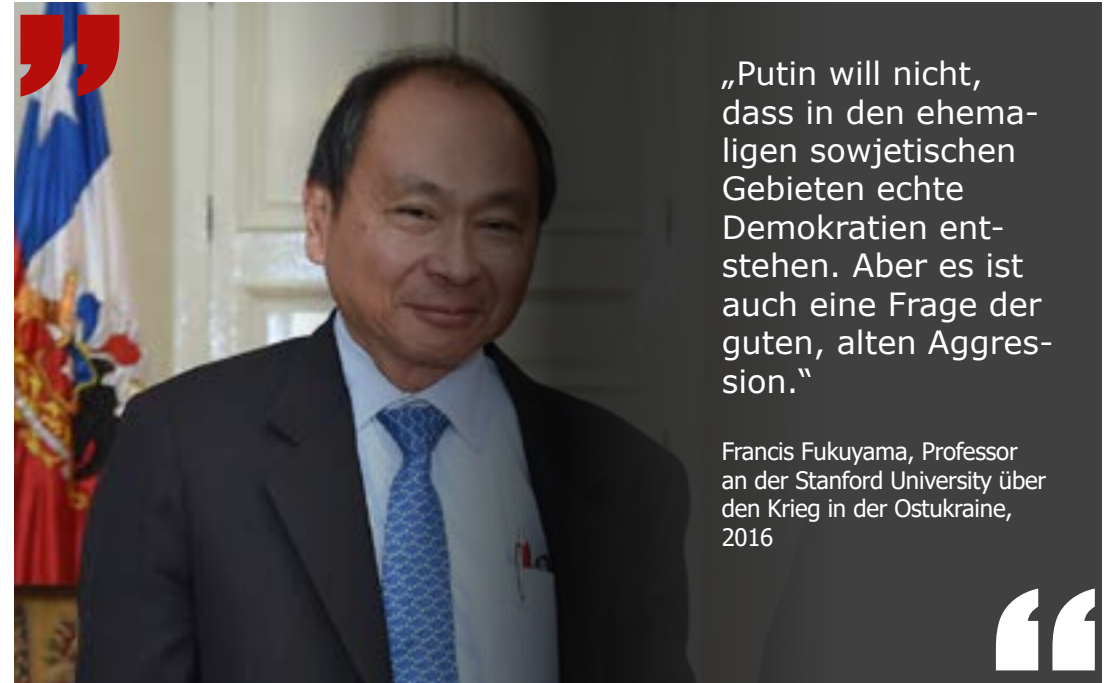 „Putin will nicht,
dass in den ehema-
ligen sowjetischen
Gebieten echte
Demokratien ent-
stehen. Aber es ist
auch eine Frage der
guten, alten Aggres-
sion.“
Francis Fukuyama, Professor
an der Stanford University über
den Krieg in der Ostukraine,
2016